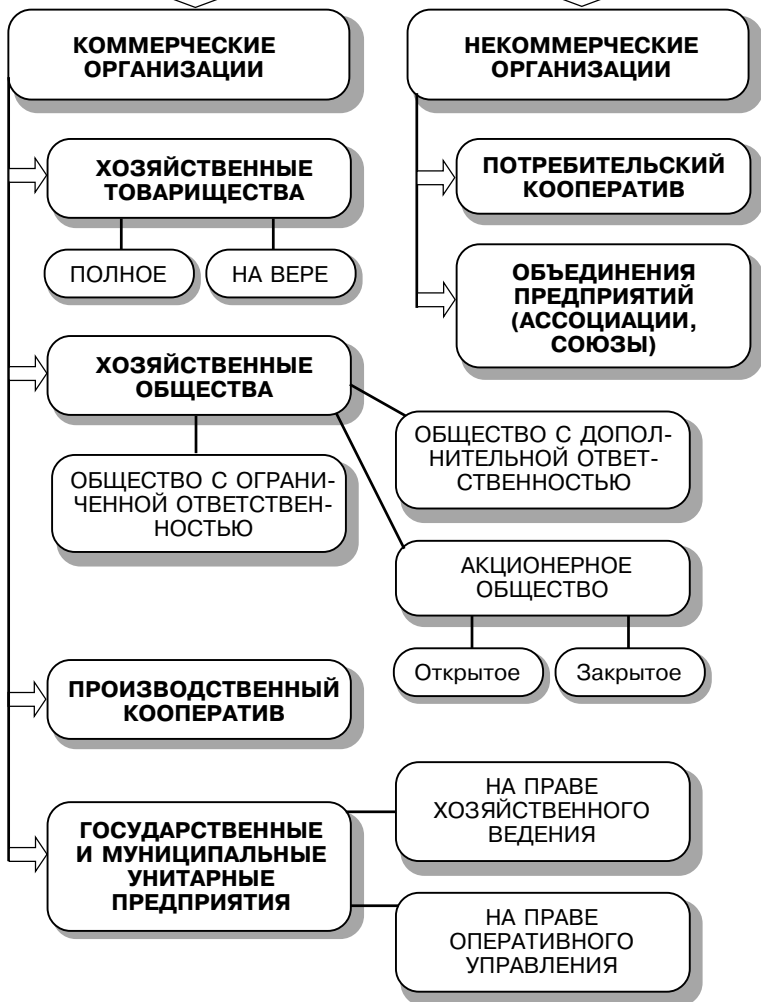 КОММЕРЧЕСКИЕ
ОРГАНИЗАЦИИ
НЕКОММЕРЧЕСКИЕ
ОРГАНИЗАЦИИ
ХОЗЯЙСТВЕННЫЕ
ТОВАРИЩЕСТВА
ПОЛНОЕ
НА ВЕРЕ
ПОТРЕБИТЕЛЬСКИЙ
КООПЕРАТИВ
ОБЪЕДИНЕНИЯ
ПРЕДПРИЯТИЙ
(АССОЦИАЦИИ,
СОЮЗЫ)
ХОЗЯЙСТВЕННЫЕ
ОБЩЕСТВА
ОБЩЕСТВО С ОГРАНИ-
ЧЕННОЙ ОТВЕТСТВЕН-
НОСТЬЮ
ОБЩЕСТВО С ДОПОЛ-
НИТЕЛЬНОЙ ОТВЕТ-
СТВЕННОСТЬЮ
АКЦИОНЕРНОЕ
ОБЩЕСТВО
Открытое
Закрытое
ПРОИЗВОДСТВЕННЫЙ
КООПЕРАТИВ
ГОСУДАРСТВЕННЫЕ
И МУНИЦИПАЛЬНЫЕ
УНИТАРНЫЕ
ПРЕДПРИЯТИЯ
НА ПРАВЕ
ХОЗЯЙСТВЕННОГО
ВЕДЕНИЯ
НА ПРАВЕ
ОПЕРАТИВНОГО
УПРАВЛЕНИЯ